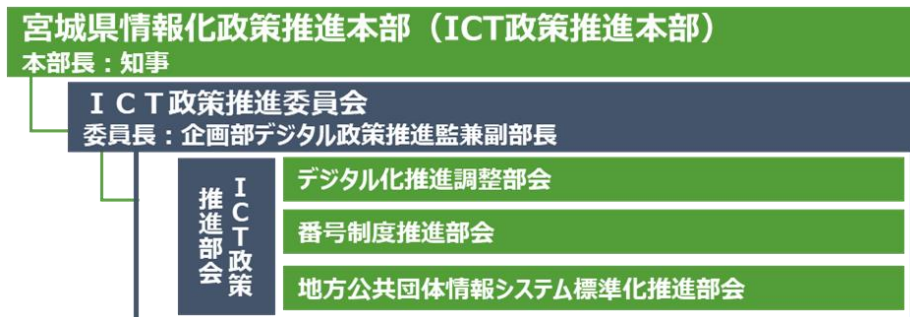 宮城県情報化政策推進本部（ICT政策推進本部）
本部長：知事
ＩＣＴ政策推進委員会
委員長：企画部デジタル政策推進監兼副部長
ICT政策
推進部会
デジタル化推進調整部会
番号制度推進部会
地方公共団体情報システム標準化推進部会